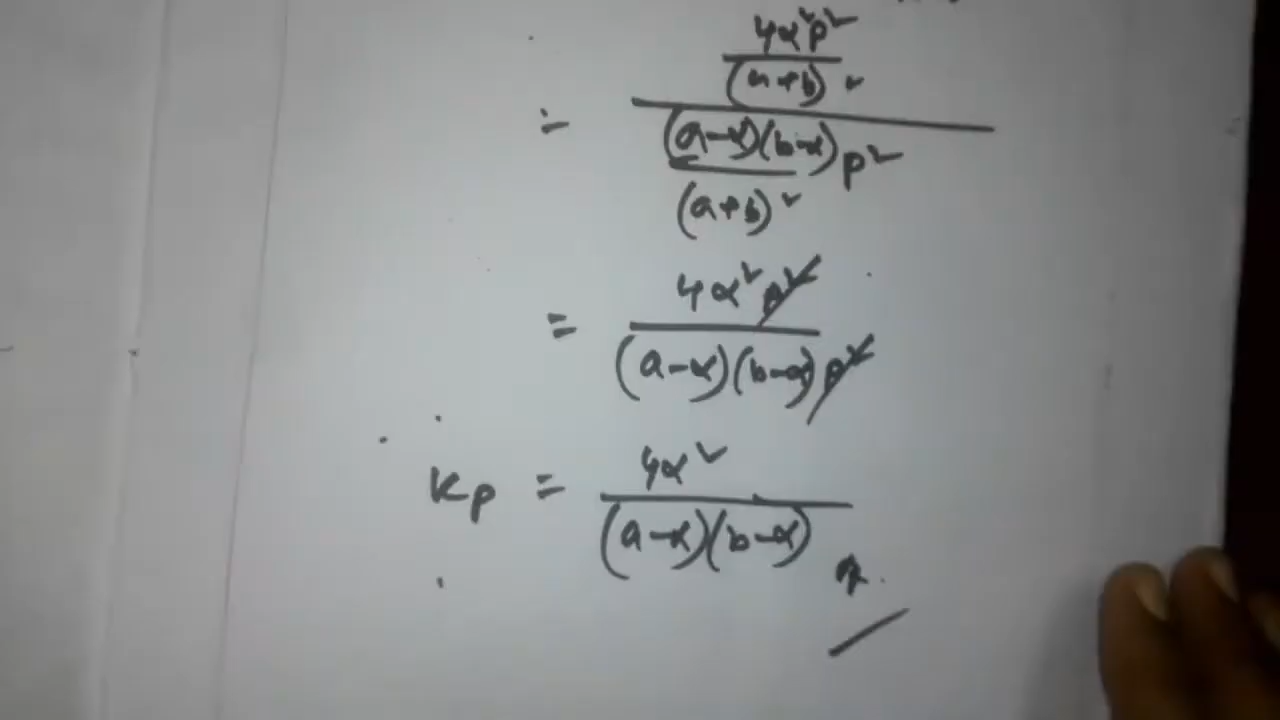 4α²p²
(a+b)²
=
(a-α)(b-α) p²
(a+b)²
= 4α²p²
(a-α)(b-α)p²
Kp = 4α²
(a-α)(b-α)